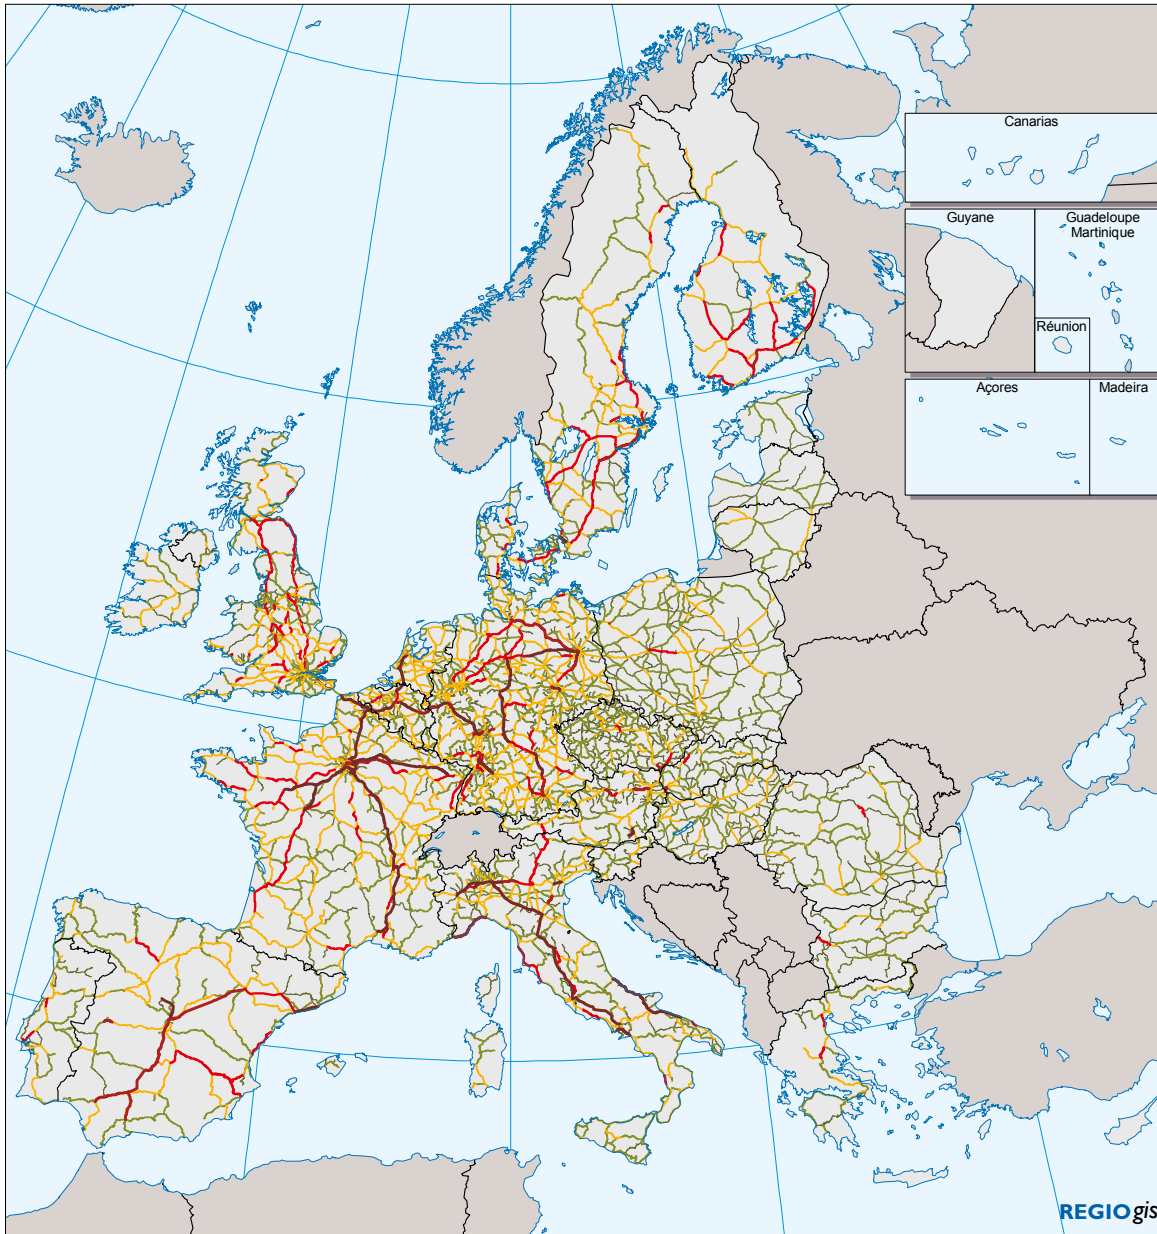 Canarias
Guyane
Guadeloupe
Martinique
Réunion
Açores
Madeira
REGIOgis